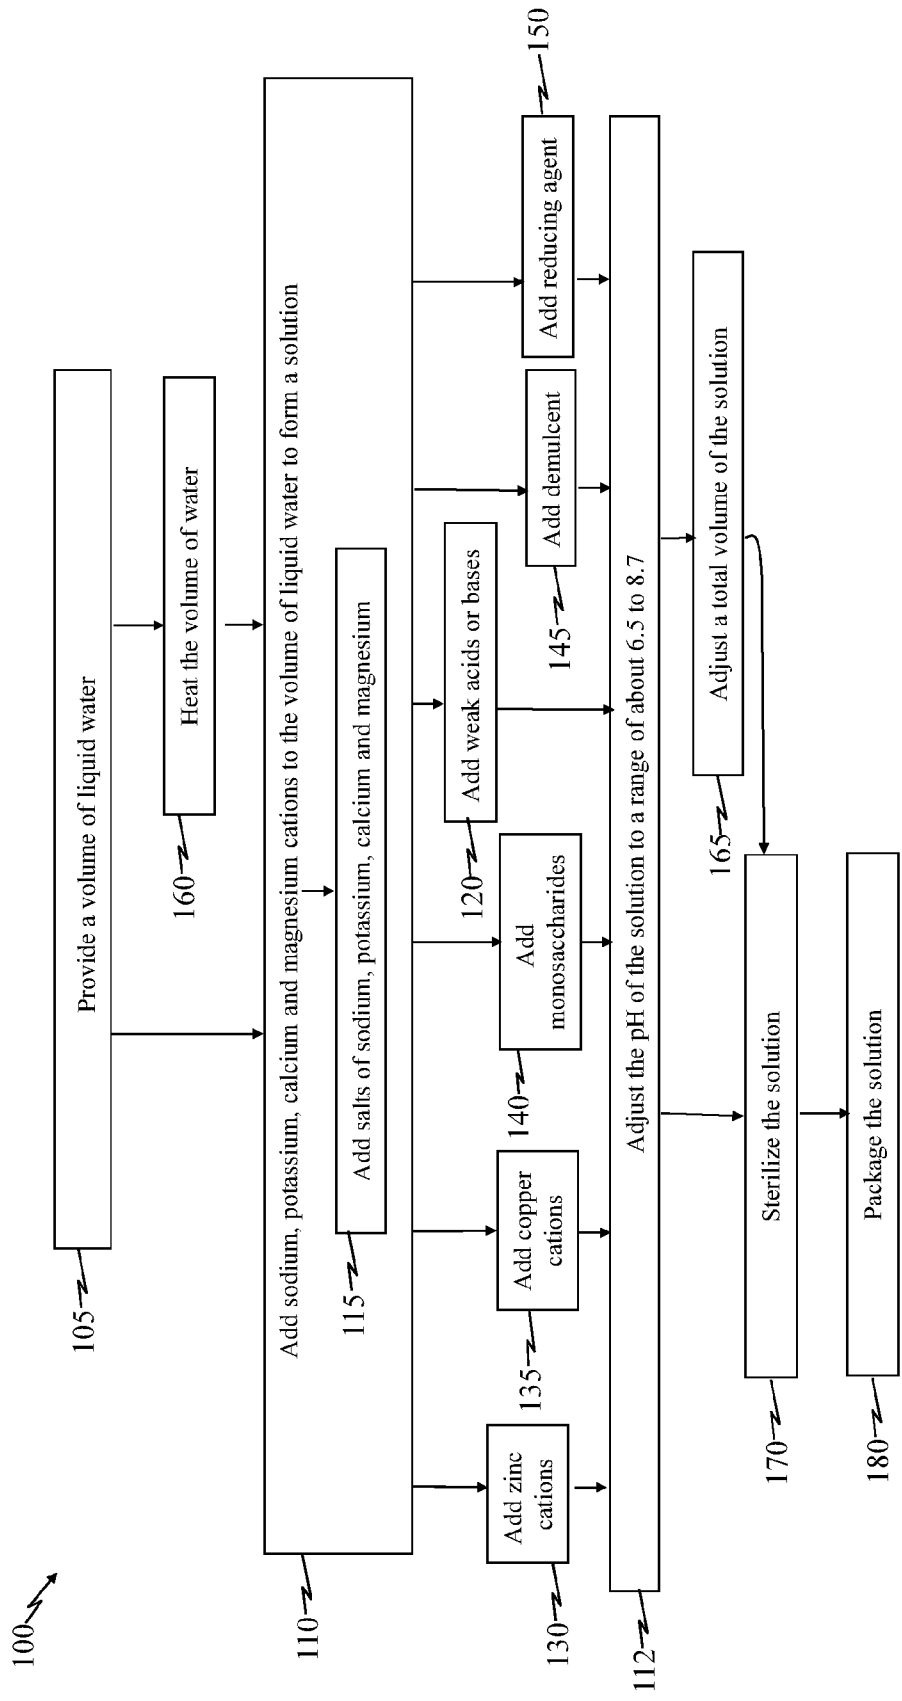 100
Provide a volume of liquid water
105
Heat the volume of water
160
Add sodium, potassium, calcium and magnesium cations to the volume of liquid water to form a solution
110
Add salts of sodium, potassium, calcium and magnesium
115
Add weak acids or bases
120
Add zinc
cations
130
Add copper
cations
135
Add
monosaccharides
140
Add demulcent
145
Add reducing agent
150
Adjust the pH of the solution to a range of about 6.5 to 8.7
112
Adjust a total volume of the solution
165
Sterilize the solution
170
Package the solution
180